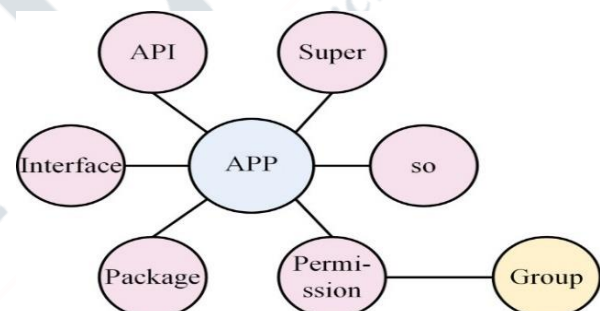 API
Super
Interface
APP
so
Package
Permi-
ssion
Group